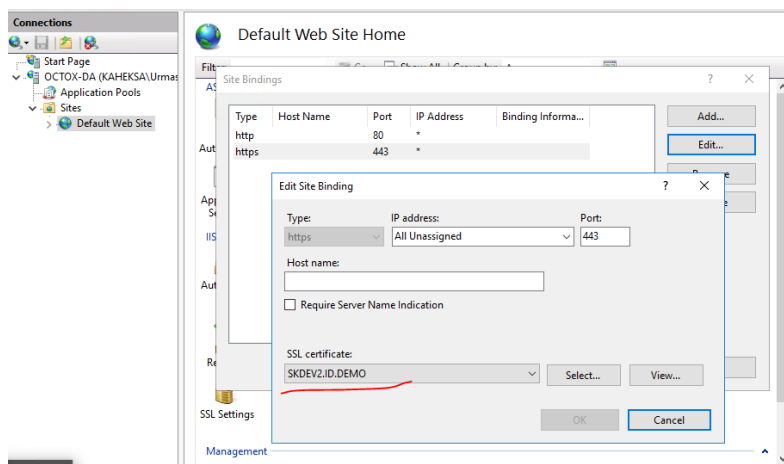 Connections
Start Page
OCTOX-DA (KAHEKSA\Urmas
Application Pools
Sites
Default Web Site
Default Web Site Home
Site Bindings
? ×
Type Host Name Port IP Address Binding Informa...
http 80 *
https 443 *
Add...
Edit...
Edit Site Binding
? ×
Type:
IP address:
Port:
https
All Unassigned
443
Host name:
Require Server Name Indication
SSL certificate:
SKDEV2.ID.DEMO
Select...
View...
OK
Cancel
SSL Settings
Management